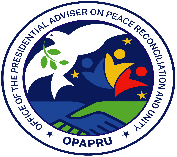 OFFICE OF THE PRESIDENTIAL ADVISER ON PEACE RECONCILIATION AND UNITY
OPAPRU